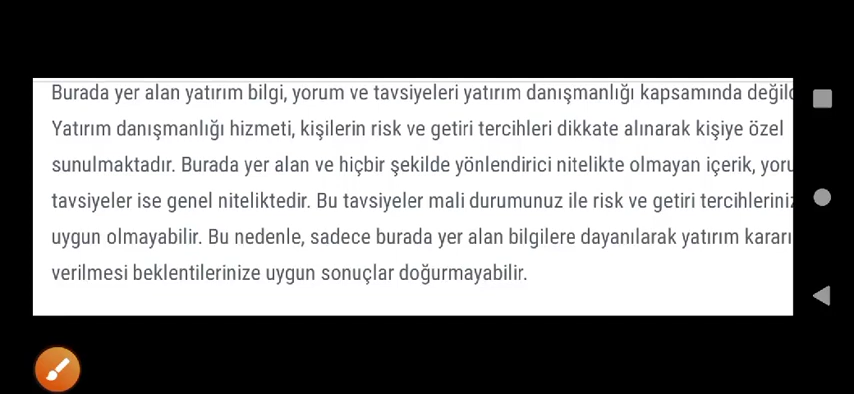 Burada yer alan yatırım bilgi, yorum ve tavsiyeleri yatırım danışmanlığı kapsamında
Yatırım danışmanlığı hizmeti, kişilerin risk ve getiri tercihleri dikkate alınarak kişiye özel
sunulmaktadır. Burada yer alan ve hiçbir şekilde yönlendirici nitelikte olmayan içerik,
tavsiyeler ise genel niteliktedir. Bu tavsiyeler mali durumunuz ile risk ve getiri
uygun olmayabilir. Bu nedenle, sadece burada yer alan bilgilere dayanılarak yatırım kararı
verilmesi beklentilerinize uygun sonuçlar doğurmayabilir.